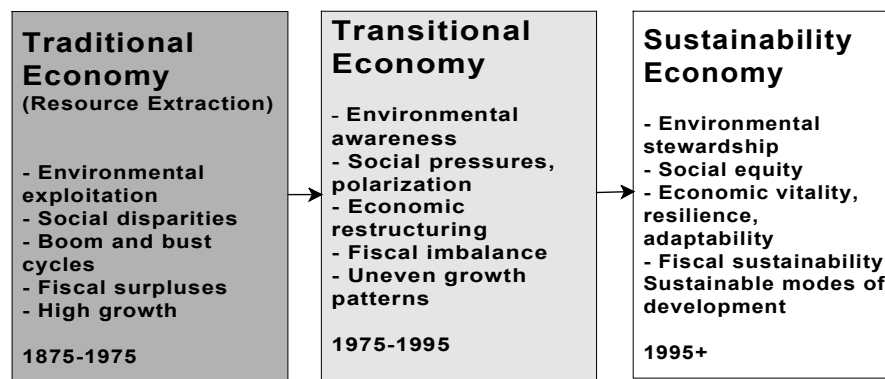 Traditional
Economy
(Resource Extraction)
- Environmental
exploitation
- Social disparities
- Boom and bust
cycles
- Fiscal surpluses
- High growth
1875-1975
Transitional
Economy
- Environmental
awareness
- Social pressures,
polarization
- Economic
restructuring
- Fiscal imbalance
- Uneven growth
patterns
1975-1995
Sustainability
Economy
- Environmental
stewardship
- Social equity
- Economic vitality,
resilience,
adaptability
- Fiscal sustainability
Sustainable modes of
development
1995+